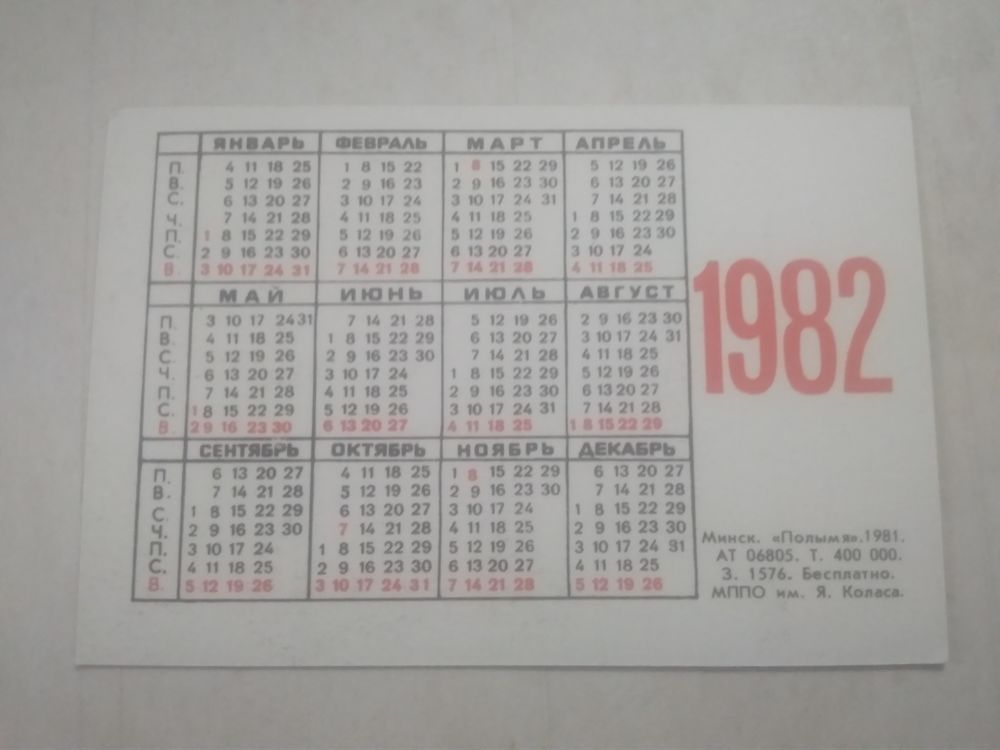 ЯНВАРЬ ФЕВРАЛЬ МАРТ АПРЕЛЬ
П. 4 11 18 25 1 8 15 22 1 8 15 22 29 5 12 19 26
В. 5 12 19 26 2 9 16 23 2 9 16 23 30 6 13 20 27
С. 6 13 20 27 3 10 17 24 3 10 17 24 31 7 14 21 28
Ч. 7 14 21 28 4 11 18 25 4 11 18 25 1 8 15 22 29
П. 1 8 15 22 29 5 12 19 26 5 12 19 26 2 9 16 23 30
С. 2 9 16 23 30 6 13 20 27 6 13 20 27 3 10 17 24
В. 3 10 17 24 31 7 14 21 28 7 14 21 28 4 11 18 25
МАЙ ИЮНЬ ИЮЛЬ АВГУСТ
П. 3 10 17 24 31 7 14 21 28 5 12 19 26 2 9 16 23 30
В. 4 11 18 25 1 8 15 22 29 6 13 20 27 3 10 17 24 31
С. 5 12 19 26 2 9 16 23 30 7 14 21 28 4 11 18 25
Ч. 6 13 20 27 3 10 17 24 1 8 15 22 29 5 12 19 26
П. 7 14 21 28 4 11 18 25 2 9 16 23 30 6 13 20 27
С. 1 8 15 22 29 5 12 19 26 3 10 17 24 31 7 14 21 28
В. 2 9 16 23 30 6 13 20 27 4 11 18 25 1 8 15 22 29
1982
СЕНТЯБРЬ ОКТЯБРЬ НОЯБРЬ ДЕКАБРЬ
П. 6 13 20 27 4 11 18 25 1 8 15 22 29 6 13 20 27
В. 7 14 21 28 5 12 19 26 2 9 16 23 30 7 14 21 28
С. 1 8 15 22 29 6 13 20 27 3 10 17 24 1 8 15 22 29
Ч. 2 9 16 23 30 7 14 21 28 4 11 18 25 2 9 16 23 30
П. 3 10 17 24 1 8 15 22 29 5 12 19 26 3 10 17 24 31
С. 4 11 18 25 2 9 16 23 30 6 13 20 27 4 11 18 25
В. 5 12 19 26 3 10 17 24 31 7 14 21 28 5 12 19 26
Минск. «Полымя».1981.
АТ 06805. Т. 400 000.
З. 1576. Бесплатно.
МППО им. Я. Коласа.